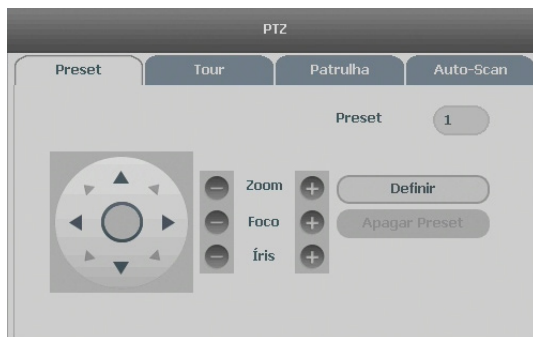 PTZ
Preset Tour Patrulha Auto-Scan
Preset 1
Zoom Definir
Foco Apagar Preset
Íris